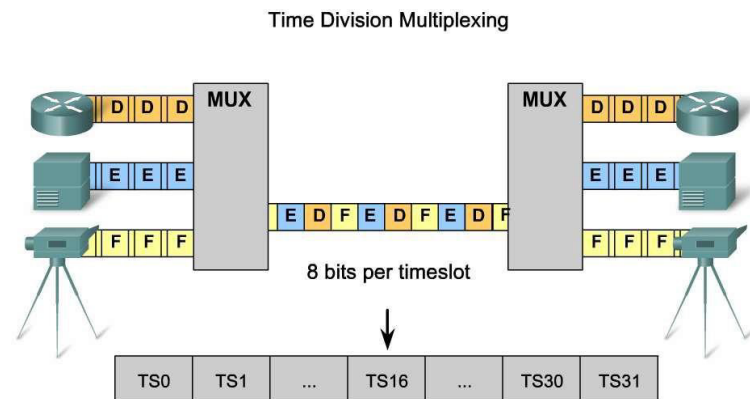 Time Division Multiplexing
MUX
MUX
D D D
D D D
E E E
E E E
E D F E D F E D F
F F F
F F F
8 bits per timeslot
TS0 TS1 ... TS16 ... TS30 TS31